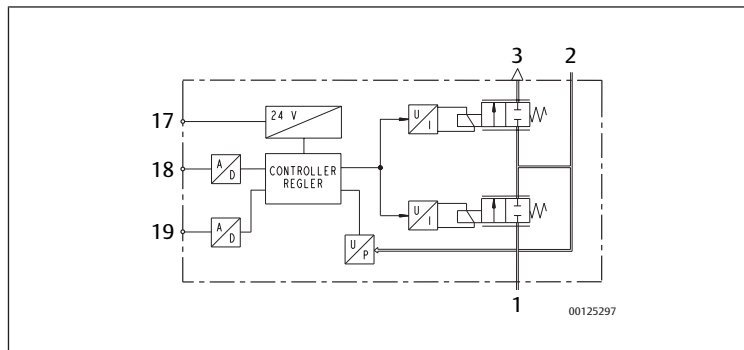 3 2
17
24 V
U
I
18
A
D
CONTROLLER
REGLER
19
A
D
U
I
U
P
1
00125297